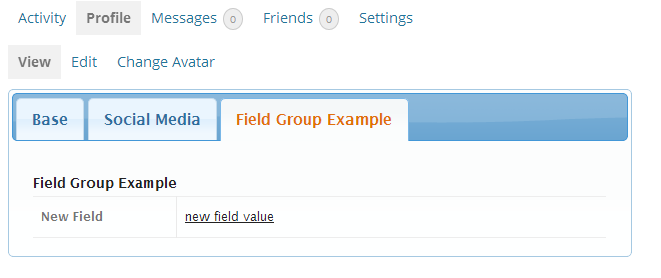 Activity Profile Messages 0 Friends 0 Settings
View Edit Change Avatar
Base Social Media Field Group Example
Field Group Example
New Field new field value